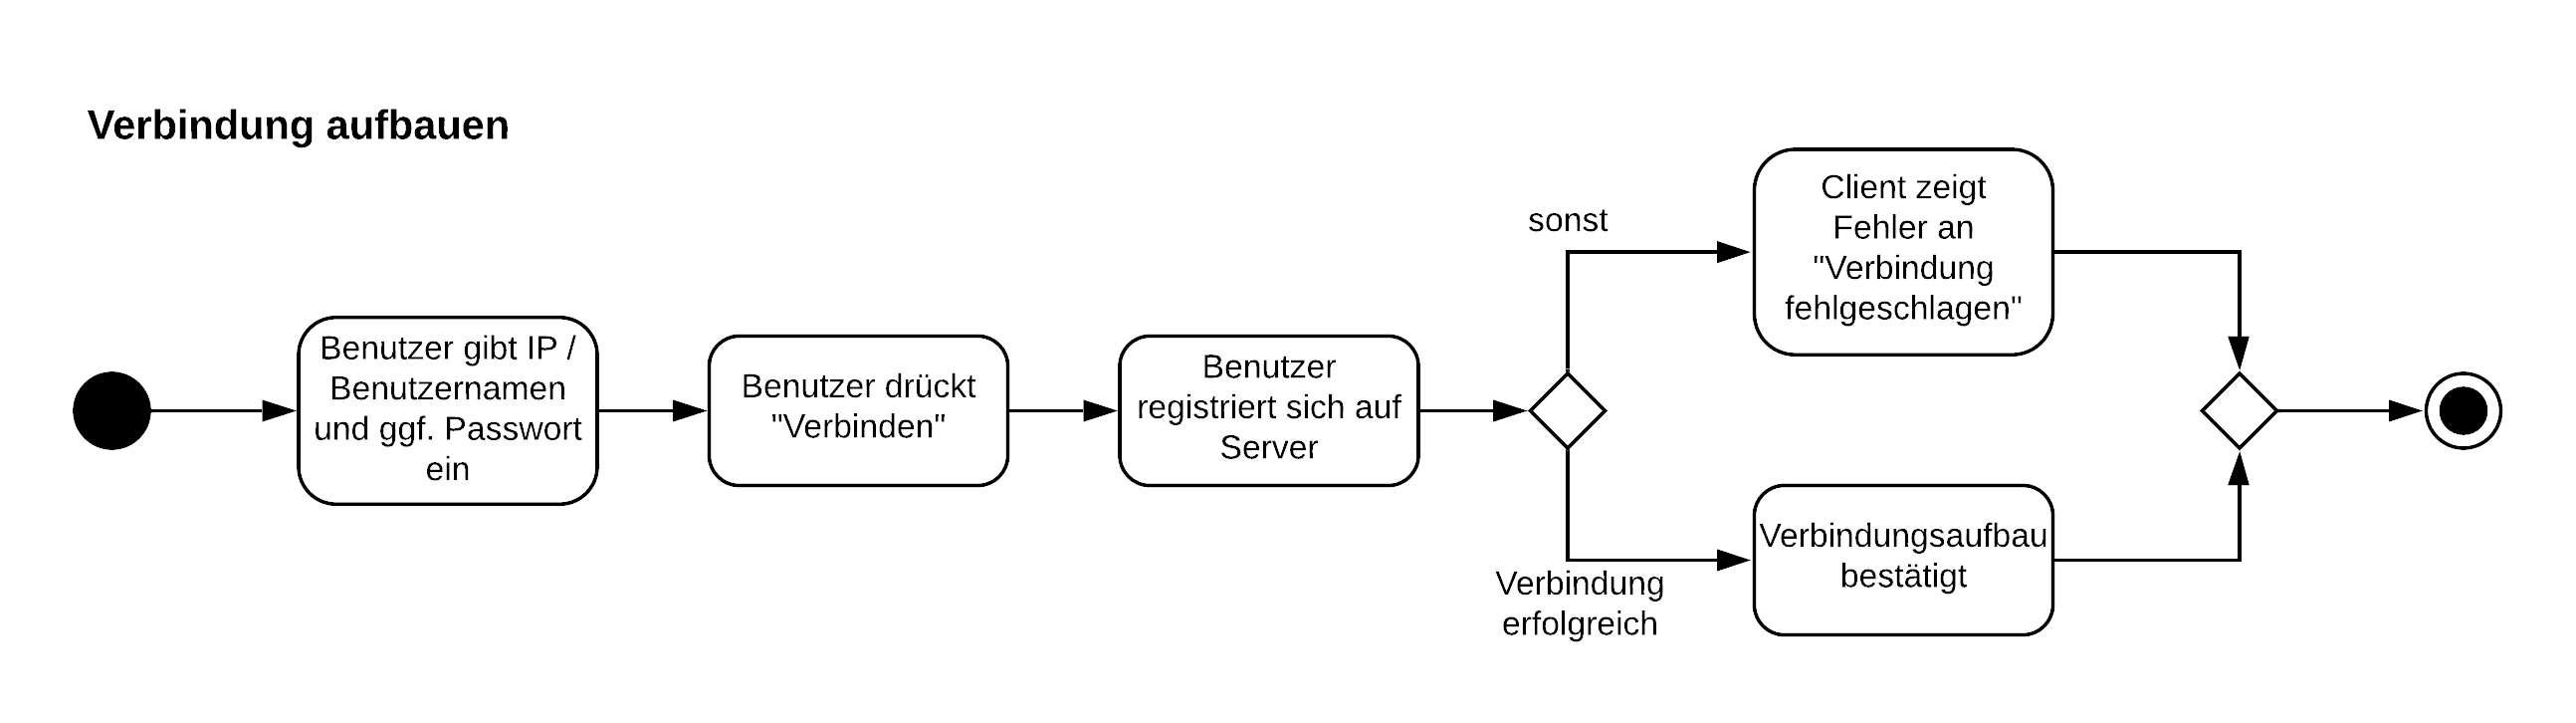 Verbindung aufbauen
Benutzer gibt IP /
Benutzernamen
und ggf. Passwort
ein
Benutzer drückt
"Verbinden"
Benutzer
registriert sich auf
Server
sonst
Client zeigt
Fehler an
"Verbindung
fehlgeschlagen"
Verbindung
erfolgreich
Verbindungsaufbau
bestätigt